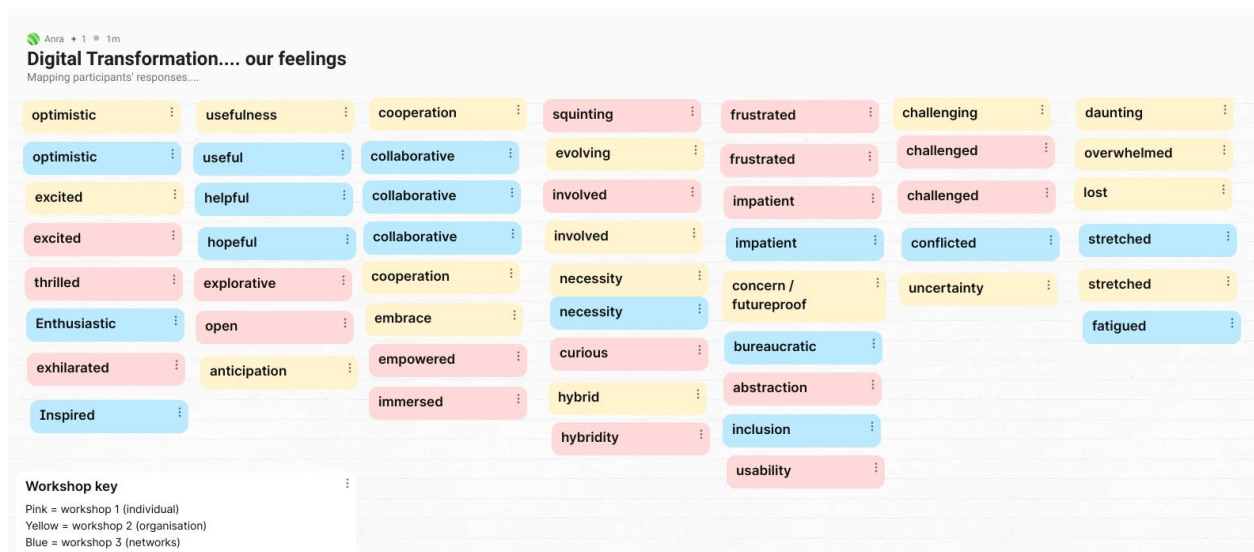 Anra + 1 1m
Digital Transformation.... our feelings
Mapping participants' responses....
optimistic
optimistic
excited
excited
thrilled
Enthusiastic
exhilarated
Inspired
usefulness
useful
helpful
hopeful
explorative
open
anticipation
cooperation
collaborative
collaborative
collaborative
cooperation
embrace
empowered
immersed
squinting
evolving
involved
involved
necessity
necessity
curious
hybrid
hybridity
frustrated
frustrated
impatient
impatient
concern /
futureproof
bureaucratic
abstraction
inclusion
usability
challenging
challenged
challenged
conflicted
uncertainty
daunting
overwhelmed
lost
stretched
stretched
fatigued
Workshop key
Pink = workshop 1 (individual)
Yellow = workshop 2 (organisation)
Blue = workshop 3 (networks)